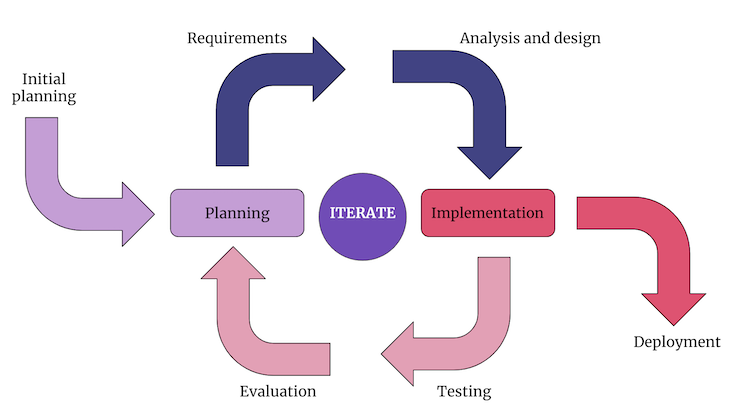 Requirements
Analysis and design
Initial
planning
Planning
ITERATE
Implementation
Deployment
Evaluation
Testing